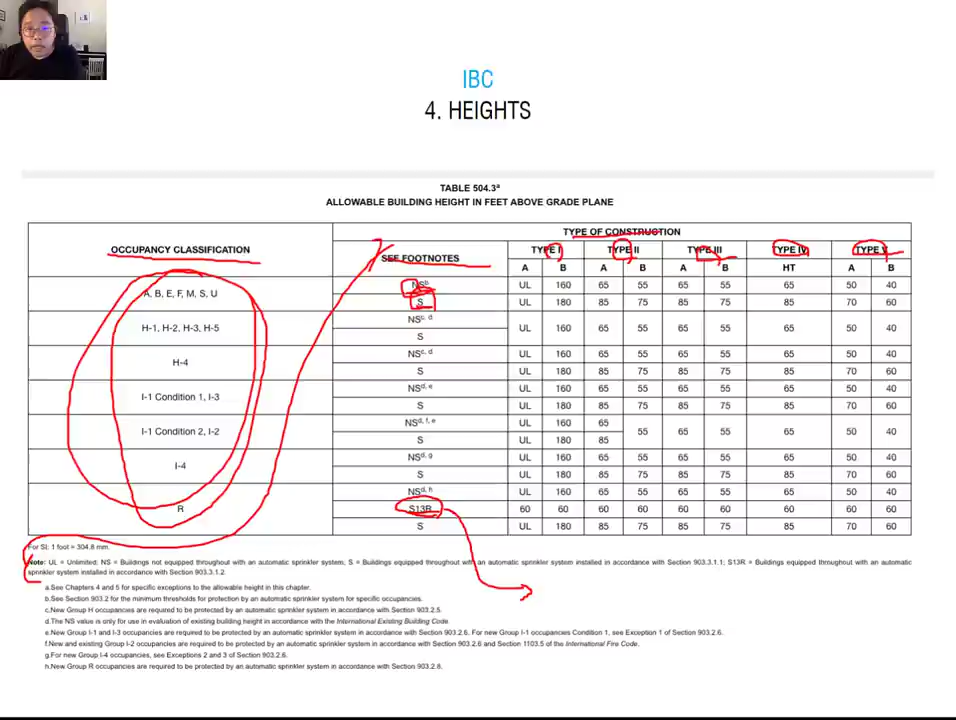 IBC
4. HEIGHTS
TABLE 504.3a
ALLOWABLE BUILDING HEIGHT IN FEET ABOVE GRADE PLANE
OCCUPANCY CLASSIFICATION
TYPE OF CONSTRUCTION
SEE FOOTNOTES TYPE I TYPE II TYPE III TYPE IV TYPE V
A B A B A B HT A B
A, B, E, F, M, S, U
NSb UL 160 65 55 65 55 65 50 40
S UL 180 85 75 85 75 85 70 60
H-1, H-2, H-3, H-5
NSc, d
UL 160 65 55 65 55 65 50 40
S
H-4
NSc, d UL 160 65 55 65 55 65 50 40
S UL 180 85 75 85 75 85 70 60
I-1 Condition 1, I-3
NSd, e UL 160 65 55 65 55 65 50 40
S UL 180 85 75 85 75 85 70 60
I-1 Condition 2, I-2
NSd, f, e UL 160 65
55 65 55 65 50 40
S UL 180 85
I-4
NSd, g UL 160 65 55 65 55 65 50 40
S UL 180 85 75 85 75 85 70 60
R
NSd, h UL 160 65 55 65 55 65 50 40
S13R 60 60 60 60 60 60 60 60 60
S UL 180 85 75 85 75 85 70 60
For SI: 1 foot = 304.8 mm.
Note: UL = Unlimited; NS = Buildings not equipped throughout with an automatic sprinkler system; S = Buildings equipped throughout with an automatic sprinkler system installed in accordance with Section 903.3.1.1; S13R = Buildings equipped throughout with an automatic
sprinkler system installed in accordance with Section 903.3.1.2.
a.See Chapters 4 and 5 for specific exceptions to the allowable height in this chapter.
b.See Section 903.2 for the minimum thresholds for protection by an automatic sprinkler system for specific occupancies.
c.New Group H occupancies are required to be protected by an automatic sprinkler system in accordance with Section 903.2.5.
d.The NS value is only for use in evaluation of existing building height in accordance with the International Existing Building Code.
e.New Group I-1 and I-3 occupancies are required to be protected by an automatic sprinkler system in accordance with Section 903.2.6. For new Group I-1 occupancies Condition 1, see Exception 1 of Section 903.2.6.
f.New and existing Group I-2 occupancies are required to be protected by an automatic sprinkler system in accordance with Section 903.2.6 and Section 1103.5 of the International Fire Code.
g.For new Group I-4 occupancies, see Exceptions 2 and 3 of Section 903.2.6.
h.New Group R occupancies are required to be protected by an automatic sprinkler system in accordance with Section 903.2.8.